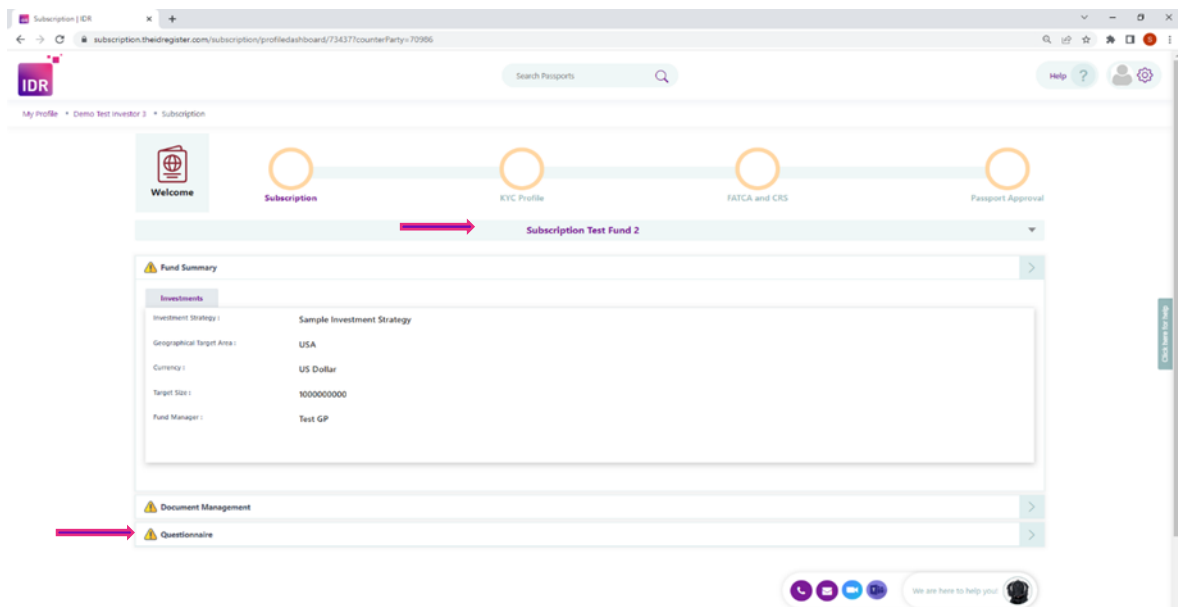 Subscription | IDR
subscription.theidregister.com/subscription/profiledashboard/73437?counterParty=70986
S
IDR
Search Passports
Help ?
My Profile • Demo Test Investor 3 • Subscription
Welcome
Subscription
KYC Profile
FATCA and CRS
Passport Approval
Subscription Test Fund 2
Fund Summary
Investments
Investment Strategy : Sample Investment Strategy
Geographical Target Area : USA
Currency : US Dollar
Target Size : 1000000000
Fund Manager : Test GP
Click here for help
Document Management
Questionnaire
We are here to help you!